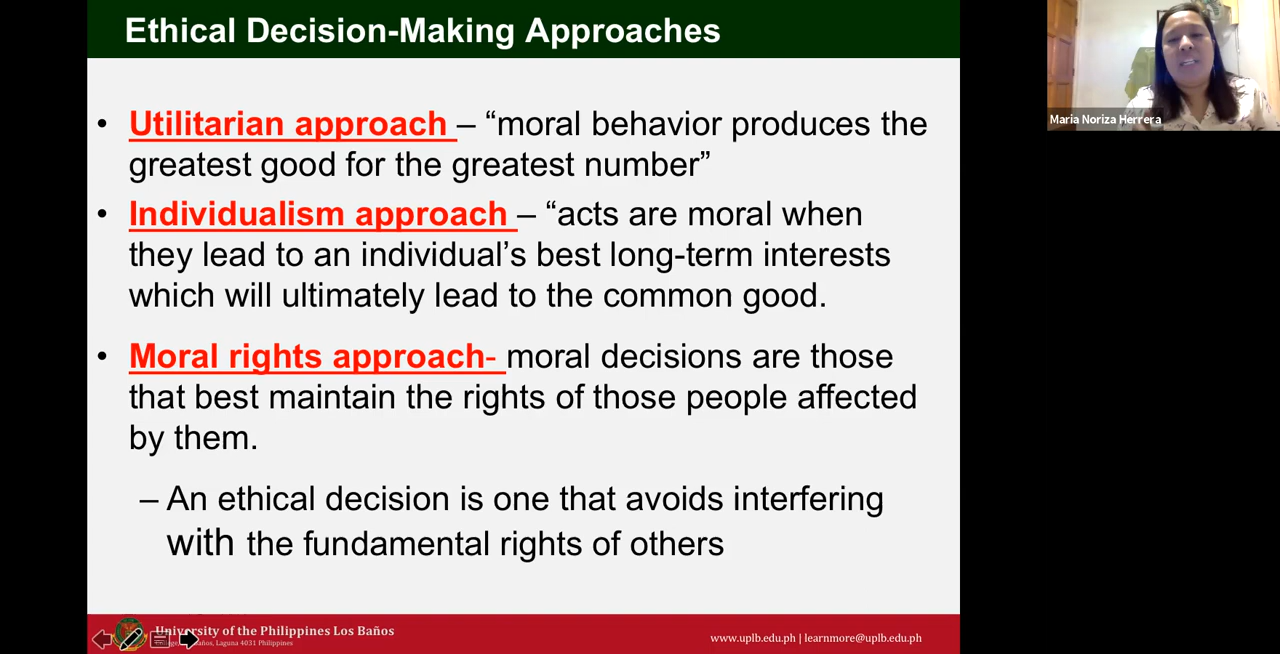 Ethical Decision-Making Approaches
Maria Noriza Herrera
• Utilitarian approach – “moral behavior produces the
greatest good for the greatest number”
• Individualism approach – “acts are moral when
they lead to an individual’s best long-term interests
which will ultimately lead to the common good.
• Moral rights approach- moral decisions are those
that best maintain the rights of those people affected
by them.
– An ethical decision is one that avoids interfering
with the fundamental rights of others
University of the Philippines Los Baños
Laguna 4031 Philippines
www.uplb.edu.ph | learnmore@uplb.edu.ph